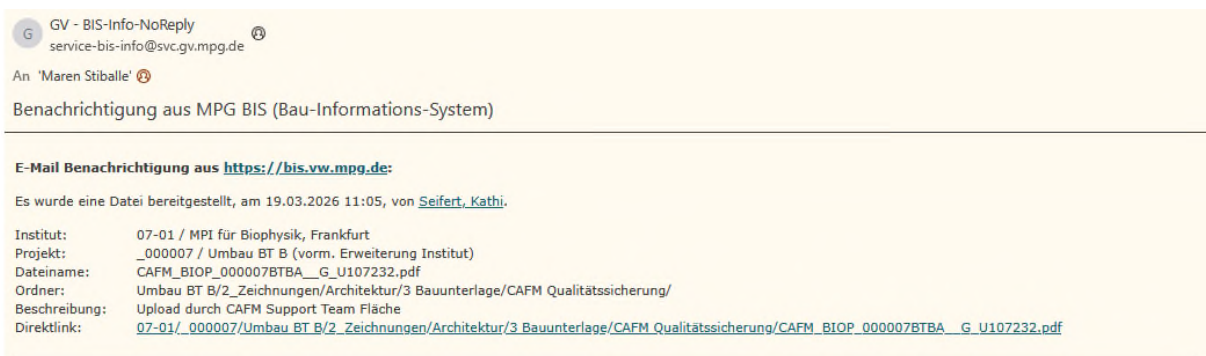 G
GV - BIS-Info-NoReply
service-bis-info@svc.gv.mpg.de
An 'Maren Stiballe'
Benachrichtigung aus MPG BIS (Bau-Informations-System)
E-Mail Benachrichtigung aus https://bis.vw.mpg.de:
Es wurde eine Datei bereitgestellt, am 19.03.2026 11:05, von Seifert, Kathi.
Institut: 07-01 / MPI für Biophysik, Frankfurt
Projekt: _000007 / Umbau BT B (vorm. Erweiterung Institut)
Dateiname: CAFM_BIOP_000007BTBA__G_U107232.pdf
Ordner: Umbau BT B/2_Zeichnungen/Architektur/3 Bauunterlage/CAFM Qualitätssicherung/
Beschreibung: Upload durch CAFM Support Team Fläche
Direktlink: 07-01/_000007/Umbau BT B/2_Zeichnungen/Architektur/3 Bauunterlage/CAFM Qualitätssicherung/CAFM_BIOP_000007BTBA__G_U107232.pdf